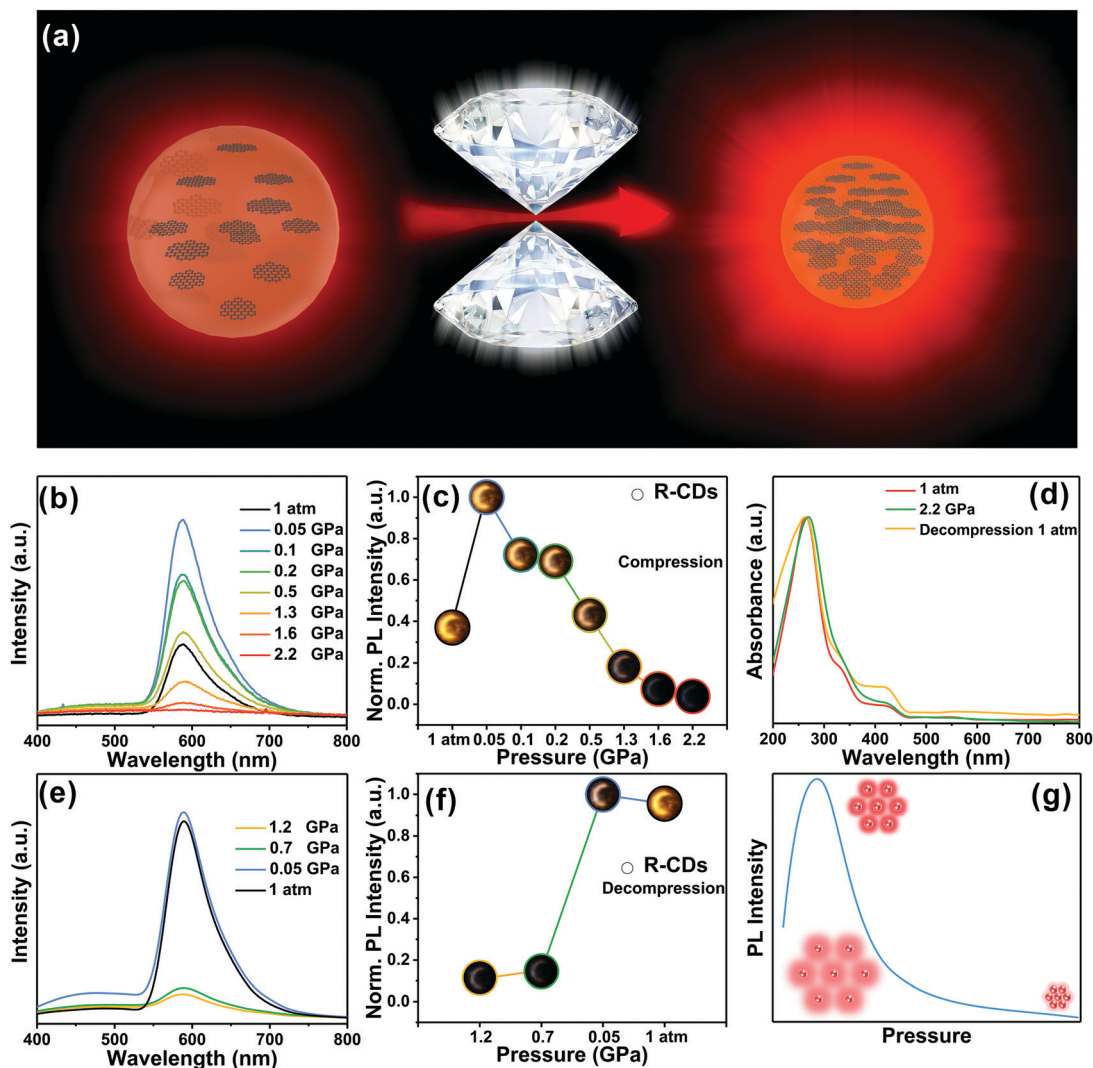 (a)
(b)
Intensity (a.u.)
1 atm
0.05 GPa
0.1 GPa
0.2 GPa
0.5 GPa
1.3 GPa
1.6 GPa
2.2 GPa
400 500 600 700 800
Wavelength (nm)
(c)
Norm. PL Intensity (a.u.)
1.0
0.8
0.6
0.4
0.2
0.0
R-CDs
Compression
1 atm 0.05 0.1 0.2 0.5 1.3 1.6 2.2
Pressure (GPa)
(d)
Absorbance (a.u.)
1 atm
2.2 GPa
Decompression 1 atm
200 300 400 500 600 700 800
Wavelength (nm)
(e)
Intensity (a.u.)
1.2 GPa
0.7 GPa
0.05 GPa
1 atm
400 500 600 700 800
Wavelength (nm)
(f)
Norm. PL Intensity (a.u.)
1.0
0.8
0.6
0.4
0.2
0.0
R-CDs
Decompression
1.2 0.7 0.05 1 atm
Pressure (GPa)
(g)
PL Intensity
Pressure